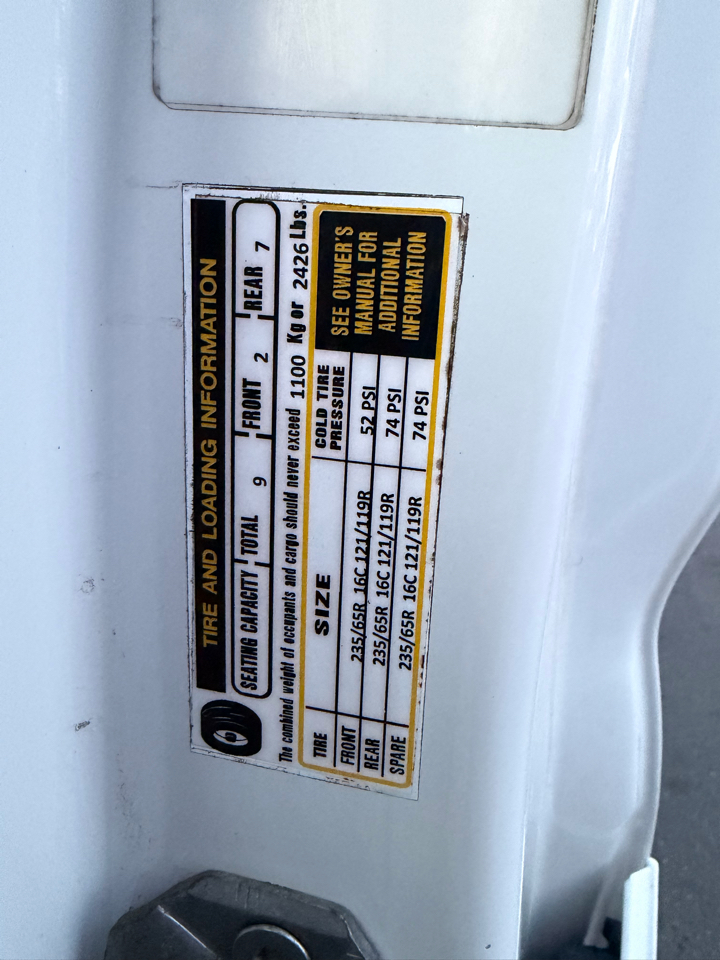 TIRE AND LOADING INFORMATION
SEATING CAPACITY TOTAL 9 FRONT 2 REAR 7
The combined weight of occupants and cargo should never exceed 1100 Kg or 2426 Lbs.
TIRE SIZE COLD TIRE PRESSURE
FRONT 235/65R 16C 121/119R 52 PSI
REAR 235/65R 16C 121/119R 74 PSI
SPARE 235/65R 16C 121/119R 74 PSI
SEE OWNER'S
MANUAL FOR
ADDITIONAL
INFORMATION